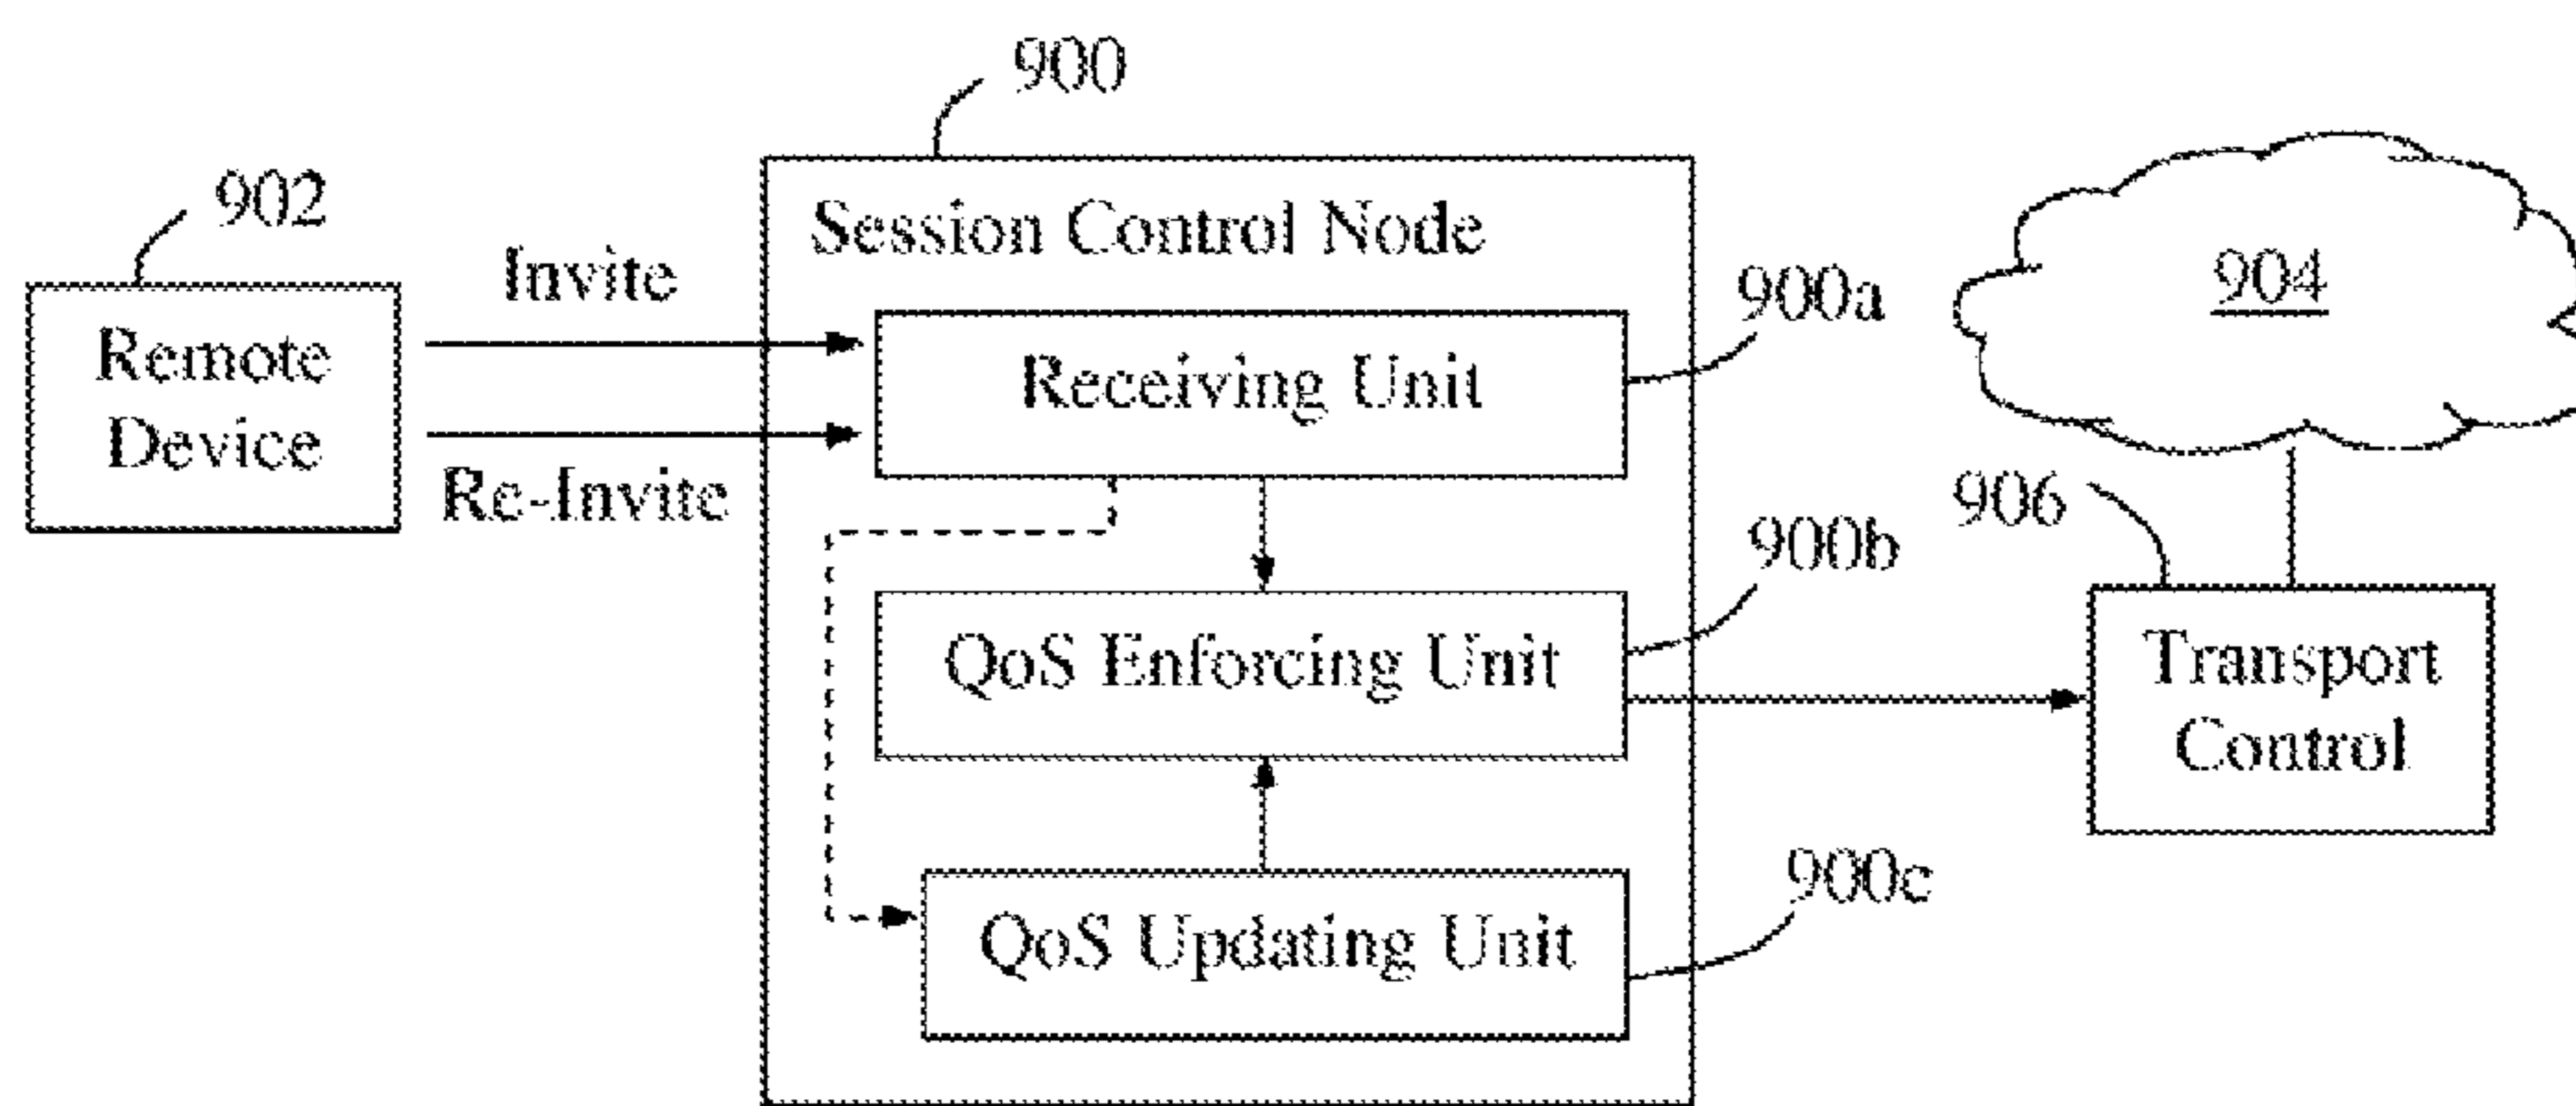 900
902
Session Control Node
Invite
900a
904
Remote
Device
Receiving Unit
Re-Invite
906
900b
QoS Enforcing Unit
Transport
Control
900c
QoS Updating Unit